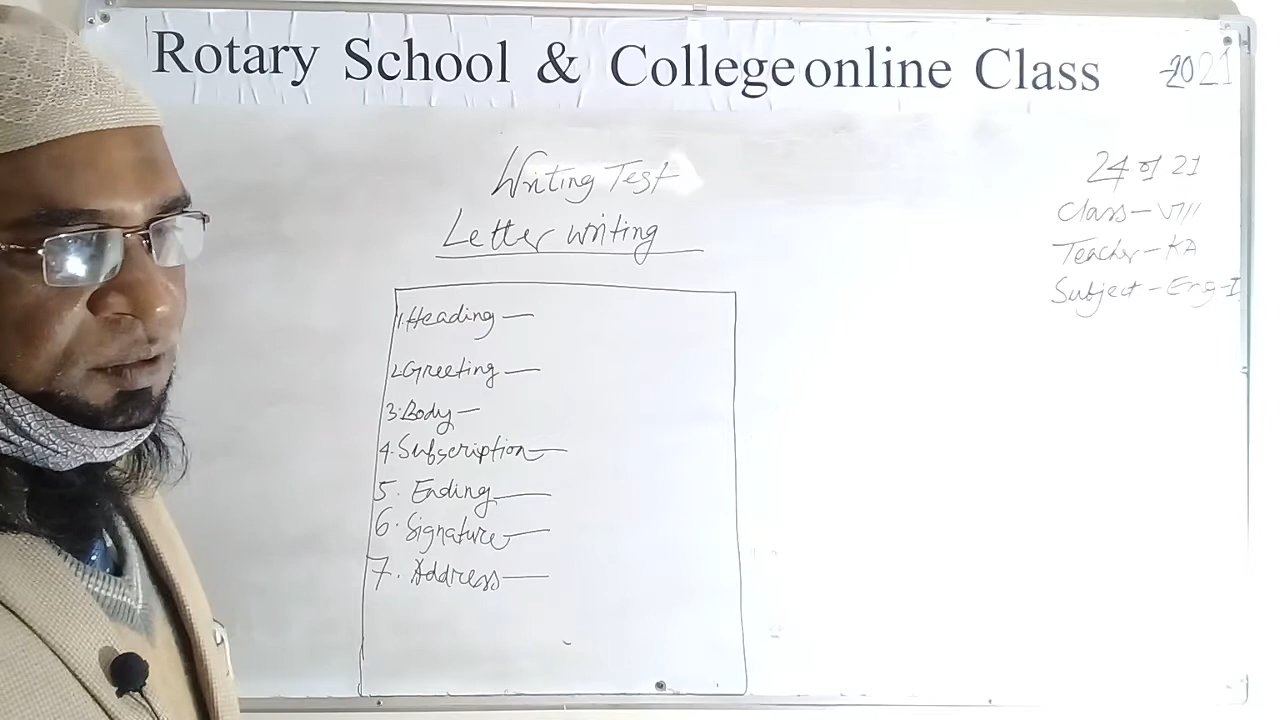 Rotary School & College online Class 2021
Writing Test
Letter writing
24 01 21
Class - VIII
Teacher - KA
Subject - Eng - I
1. Heading —
2. Greeting —
3. Body —
4. Subscription —
5. Ending —
6. Signature —
7. Address —